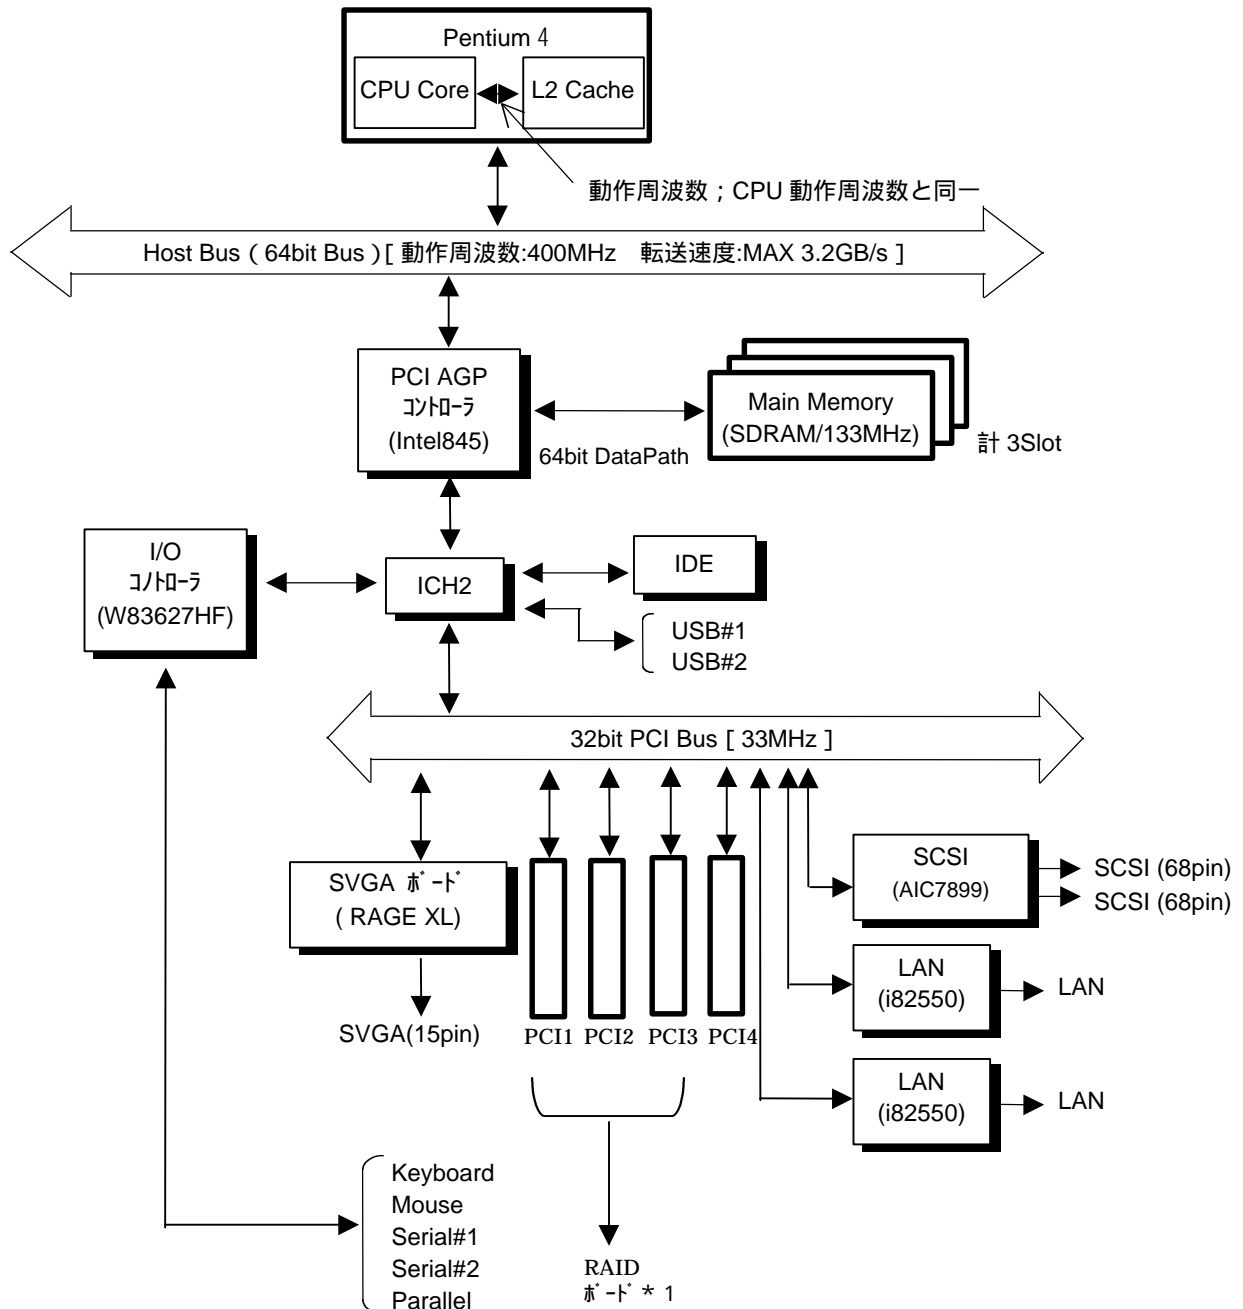 Pentium 4
CPU Core
L2 Cache
動作周波数；CPU 動作周波数と同一
Host Bus（64bit Bus）[ 動作周波数:400MHz　転送速度:MAX 3.2GB/s ]
PCI AGP
ｺﾝﾄﾛｰﾗ
(Intel845)
64bit DataPath
Main Memory
(SDRAM/133MHz)
計 3Slot
I/O
ｺﾝﾄﾛｰﾗ
(W83627HF)
ICH2
IDE
USB#1
USB#2
32bit PCI Bus [ 33MHz ]
SVGA ﾎﾞｰﾄﾞ
( RAGE XL)
SVGA(15pin)
PCI1 PCI2 PCI3 PCI4
SCSI
(AIC7899)
SCSI (68pin)
SCSI (68pin)
LAN
(i82550)
LAN
LAN
(i82550)
LAN
Keyboard
Mouse
Serial#1
Serial#2
Parallel
RAID
ﾎﾞｰﾄﾞ＊1